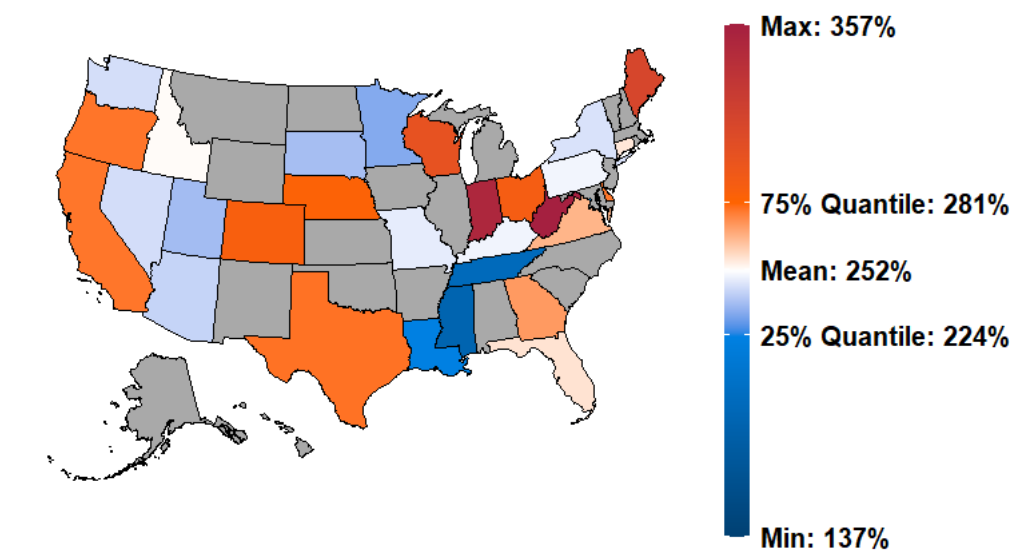 Max: 357%
75% Quantile: 281%
Mean: 252%
25% Quantile: 224%
Min: 137%